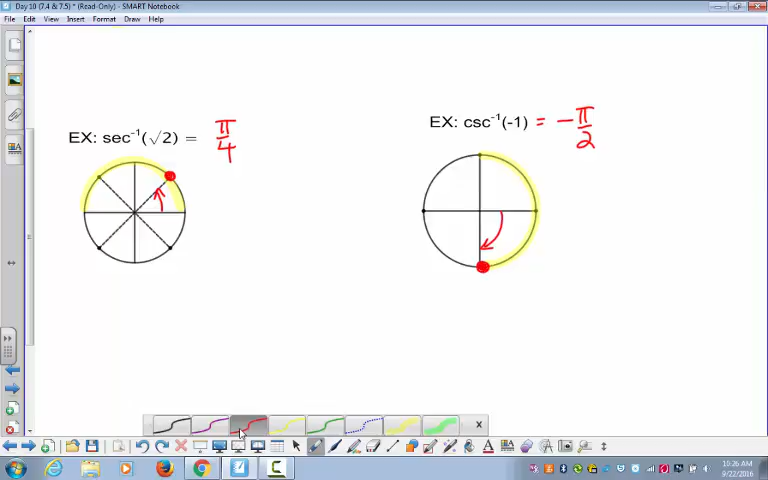 Day 10 (7.4 & 7.5) * [Read-Only] - SMART Notebook
File Edit View Insert Format Draw Help
EX: sec⁻¹(√2) = π/4
EX: csc⁻¹(-1) = -π/2
10:26 AM
9/22/2016